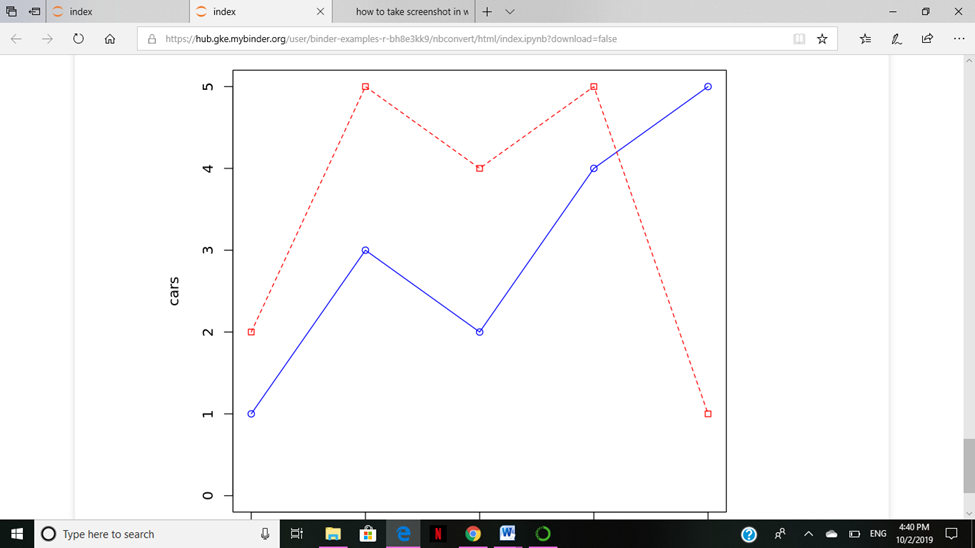 index
index
how to take screenshot in w
https://hub.gke.mybinder.org/user/binder-examples-r-bh8e3kk9/nbconvert/html/index.ipynb?download=false
5
4
3
cars
2
1
0
Type here to search
ENG
4:40 PM
10/2/2019